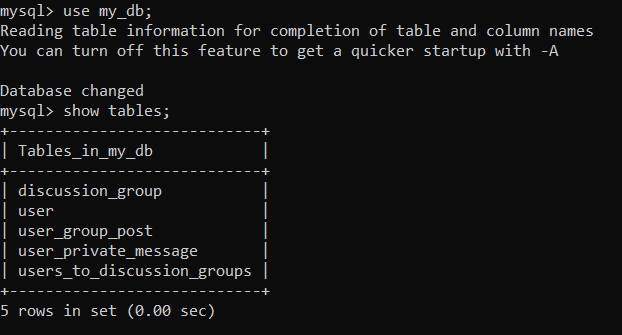 mysql> use my_db;
Reading table information for completion of table and column names
You can turn off this feature to get a quicker startup with -A
Database changed
mysql> show tables;
+----------------------------+
| Tables_in_my_db            |
+----------------------------+
| discussion_group           |
| user                       |
| user_group_post            |
| user_private_message       |
| users_to_discussion_groups |
+----------------------------+
5 rows in set (0.00 sec)